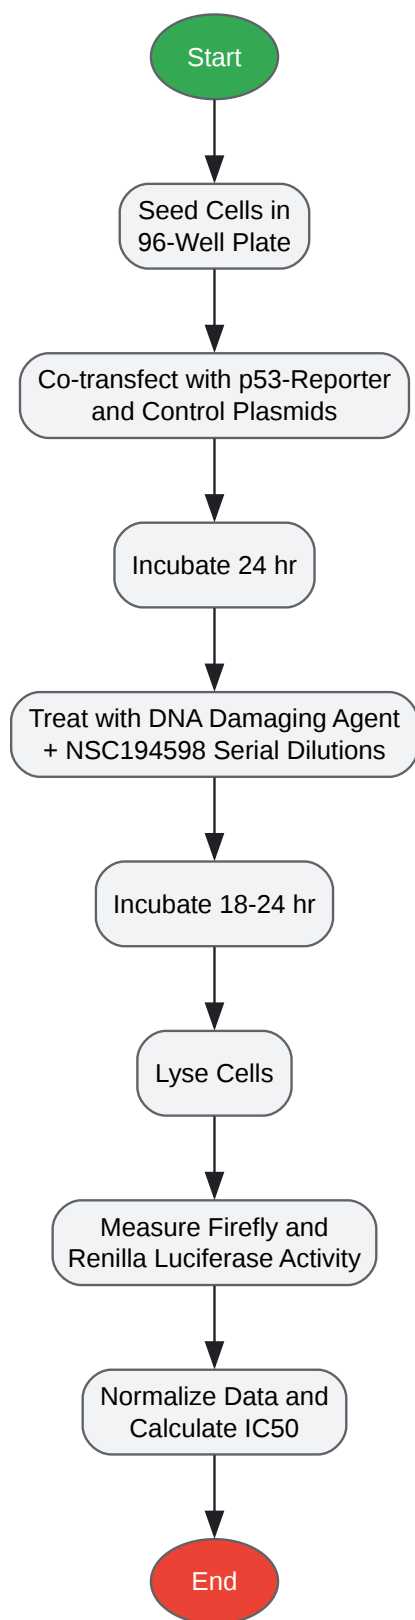 Start
Seed Cells in
96-Well Plate
Co-transfect with p53-Reporter
and Control Plasmids
Incubate 24 hr
Treat with DNA Damaging Agent
+ NSC194598 Serial Dilutions
Incubate 18-24 hr
Lyse Cells
Measure Firefly and
Renilla Luciferase Activity
Normalize Data and
Calculate IC50
End